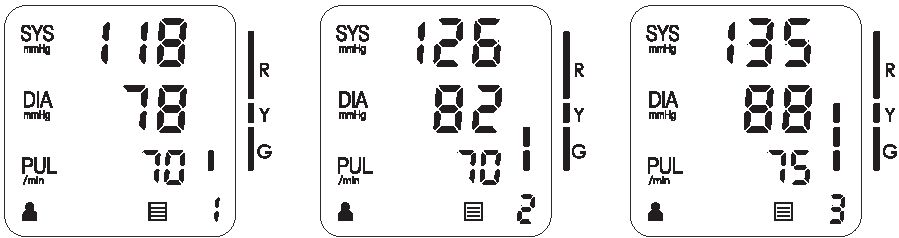 SYS mmHg 118
R
DIA mmHg 78
Y
G
PUL /min 70
1
SYS mmHg 126
R
DIA mmHg 82
Y
G
PUL /min 70
2
SYS mmHg 135
R
DIA mmHg 88
Y
G
PUL /min 75
3